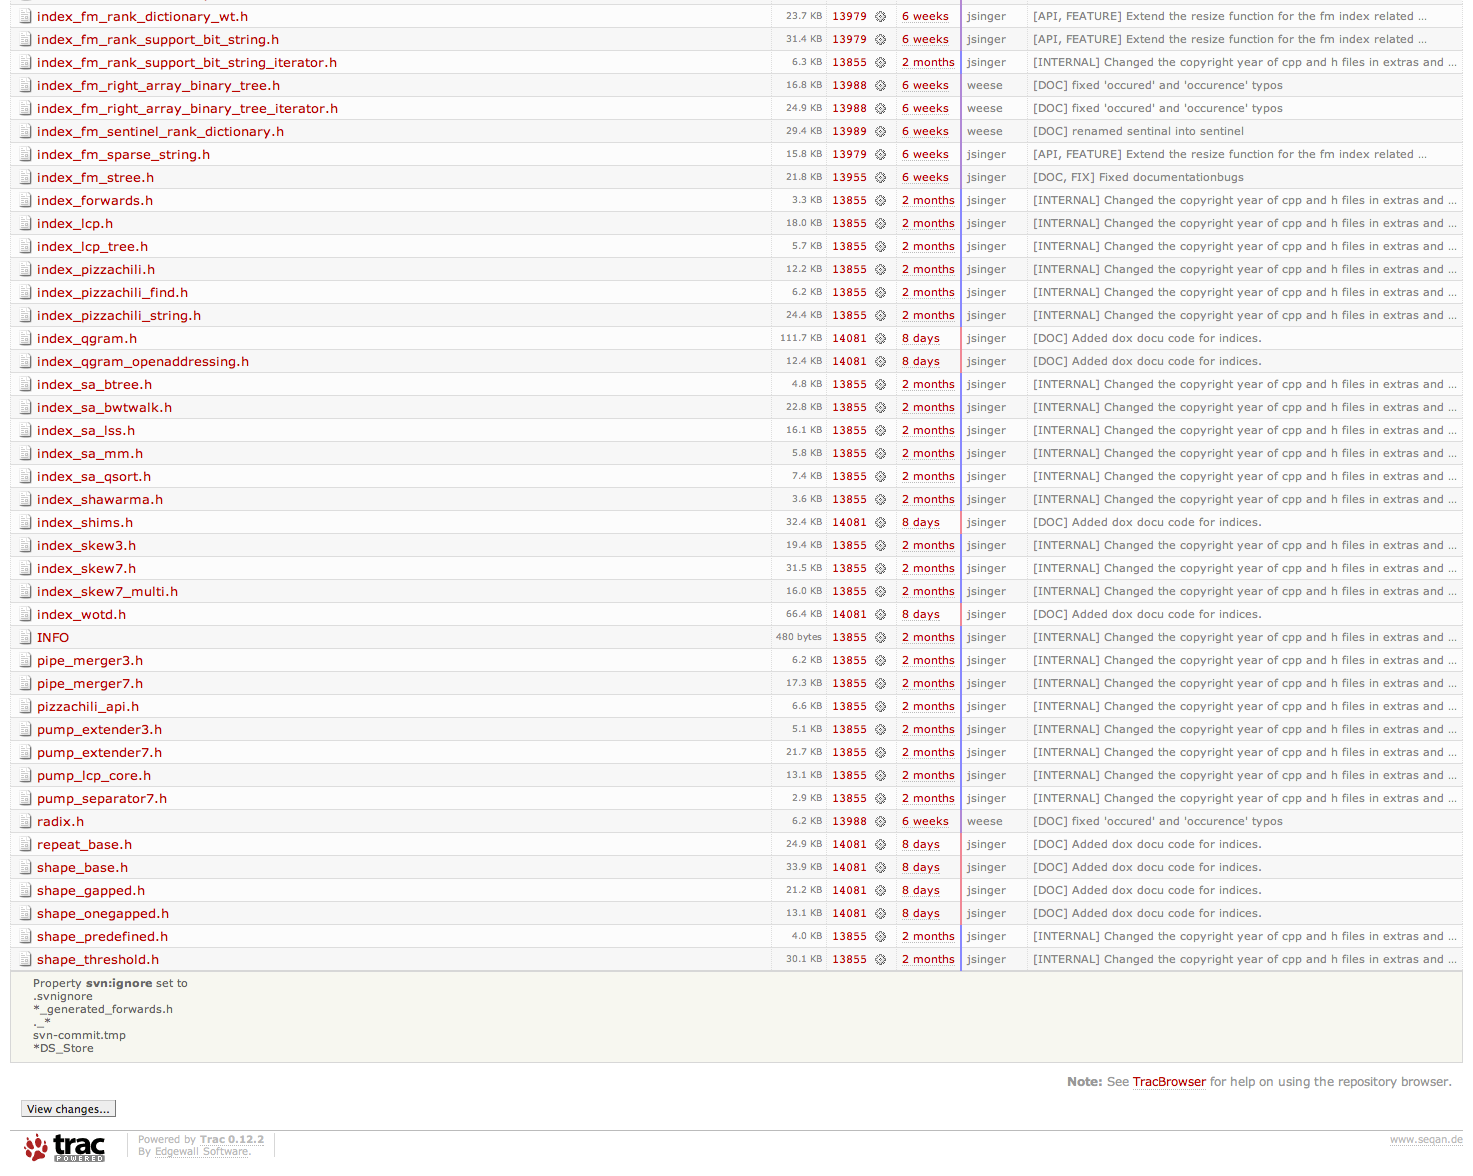 index_fm_rank_dictionary_wt.h 23.7 KB 13979 6 weeks jsinger [API, FEATURE] Extend the resize function for the fm index related …
index_fm_rank_support_bit_string.h 31.4 KB 13979 6 weeks jsinger [API, FEATURE] Extend the resize function for the fm index related …
index_fm_rank_support_bit_string_iterator.h 6.3 KB 13855 2 months jsinger [INTERNAL] Changed the copyright year of cpp and h files in extras and …
index_fm_right_array_binary_tree.h 16.8 KB 13988 6 weeks weese [DOC] fixed 'occured' and 'occurence' typos
index_fm_right_array_binary_tree_iterator.h 24.9 KB 13988 6 weeks weese [DOC] fixed 'occured' and 'occurence' typos
index_fm_sentinel_rank_dictionary.h 29.4 KB 13989 6 weeks weese [DOC] renamed sentinal into sentinel
index_fm_sparse_string.h 15.8 KB 13979 6 weeks jsinger [API, FEATURE] Extend the resize function for the fm index related …
index_fm_stree.h 21.8 KB 13955 6 weeks jsinger [DOC, FIX] Fixed documentationbugs
index_forwards.h 3.3 KB 13855 2 months jsinger [INTERNAL] Changed the copyright year of cpp and h files in extras and …
index_lcp.h 18.0 KB 13855 2 months jsinger [INTERNAL] Changed the copyright year of cpp and h files in extras and …
index_lcp_tree.h 5.7 KB 13855 2 months jsinger [INTERNAL] Changed the copyright year of cpp and h files in extras and …
index_pizzachili.h 12.2 KB 13855 2 months jsinger [INTERNAL] Changed the copyright year of cpp and h files in extras and …
index_pizzachili_find.h 6.2 KB 13855 2 months jsinger [INTERNAL] Changed the copyright year of cpp and h files in extras and …
index_pizzachili_string.h 24.4 KB 13855 2 months jsinger [INTERNAL] Changed the copyright year of cpp and h files in extras and …
index_qgram.h 111.7 KB 14081 8 days jsinger [DOC] Added dox docu code for indices.
index_qgram_openaddressing.h 12.4 KB 14081 8 days jsinger [DOC] Added dox docu code for indices.
index_sa_btree.h 4.8 KB 13855 2 months jsinger [INTERNAL] Changed the copyright year of cpp and h files in extras and …
index_sa_bwtwalk.h 22.8 KB 13855 2 months jsinger [INTERNAL] Changed the copyright year of cpp and h files in extras and …
index_sa_lss.h 16.1 KB 13855 2 months jsinger [INTERNAL] Changed the copyright year of cpp and h files in extras and …
index_sa_mm.h 5.8 KB 13855 2 months jsinger [INTERNAL] Changed the copyright year of cpp and h files in extras and …
index_sa_qsort.h 7.4 KB 13855 2 months jsinger [INTERNAL] Changed the copyright year of cpp and h files in extras and …
index_shawarma.h 3.6 KB 13855 2 months jsinger [INTERNAL] Changed the copyright year of cpp and h files in extras and …
index_shims.h 32.4 KB 14081 8 days jsinger [DOC] Added dox docu code for indices.
index_skew3.h 19.4 KB 13855 2 months jsinger [INTERNAL] Changed the copyright year of cpp and h files in extras and …
index_skew7.h 31.5 KB 13855 2 months jsinger [INTERNAL] Changed the copyright year of cpp and h files in extras and …
index_skew7_multi.h 16.0 KB 13855 2 months jsinger [INTERNAL] Changed the copyright year of cpp and h files in extras and …
index_wotd.h 66.4 KB 14081 8 days jsinger [DOC] Added dox docu code for indices.
INFO 480 bytes 13855 2 months jsinger [INTERNAL] Changed the copyright year of cpp and h files in extras and …
pipe_merger3.h 6.2 KB 13855 2 months jsinger [INTERNAL] Changed the copyright year of cpp and h files in extras and …
pipe_merger7.h 17.3 KB 13855 2 months jsinger [INTERNAL] Changed the copyright year of cpp and h files in extras and …
pizzachili_api.h 6.6 KB 13855 2 months jsinger [INTERNAL] Changed the copyright year of cpp and h files in extras and …
pump_extender3.h 5.1 KB 13855 2 months jsinger [INTERNAL] Changed the copyright year of cpp and h files in extras and …
pump_extender7.h 21.7 KB 13855 2 months jsinger [INTERNAL] Changed the copyright year of cpp and h files in extras and …
pump_lcp_core.h 13.1 KB 13855 2 months jsinger [INTERNAL] Changed the copyright year of cpp and h files in extras and …
pump_separator7.h 2.9 KB 13855 2 months jsinger [INTERNAL] Changed the copyright year of cpp and h files in extras and …
radix.h 6.2 KB 13988 6 weeks weese [DOC] fixed 'occured' and 'occurence' typos
repeat_base.h 24.9 KB 14081 8 days jsinger [DOC] Added dox docu code for indices.
shape_base.h 33.9 KB 14081 8 days jsinger [DOC] Added dox docu code for indices.
shape_gapped.h 21.2 KB 14081 8 days jsinger [DOC] Added dox docu code for indices.
shape_onegapped.h 13.1 KB 14081 8 days jsinger [DOC] Added dox docu code for indices.
shape_predefined.h 4.0 KB 13855 2 months jsinger [INTERNAL] Changed the copyright year of cpp and h files in extras and …
shape_threshold.h 30.1 KB 13855 2 months jsinger [INTERNAL] Changed the copyright year of cpp and h files in extras and …
Property svn:ignore set to
.svnignore
*_generated_forwards.h
._*
svn-commit.tmp
*DS_Store
Note: See TracBrowser for help on using the repository browser.
View changes...
trac
POWERED
Powered by Trac 0.12.2
By Edgewall Software.
www.seqan.de